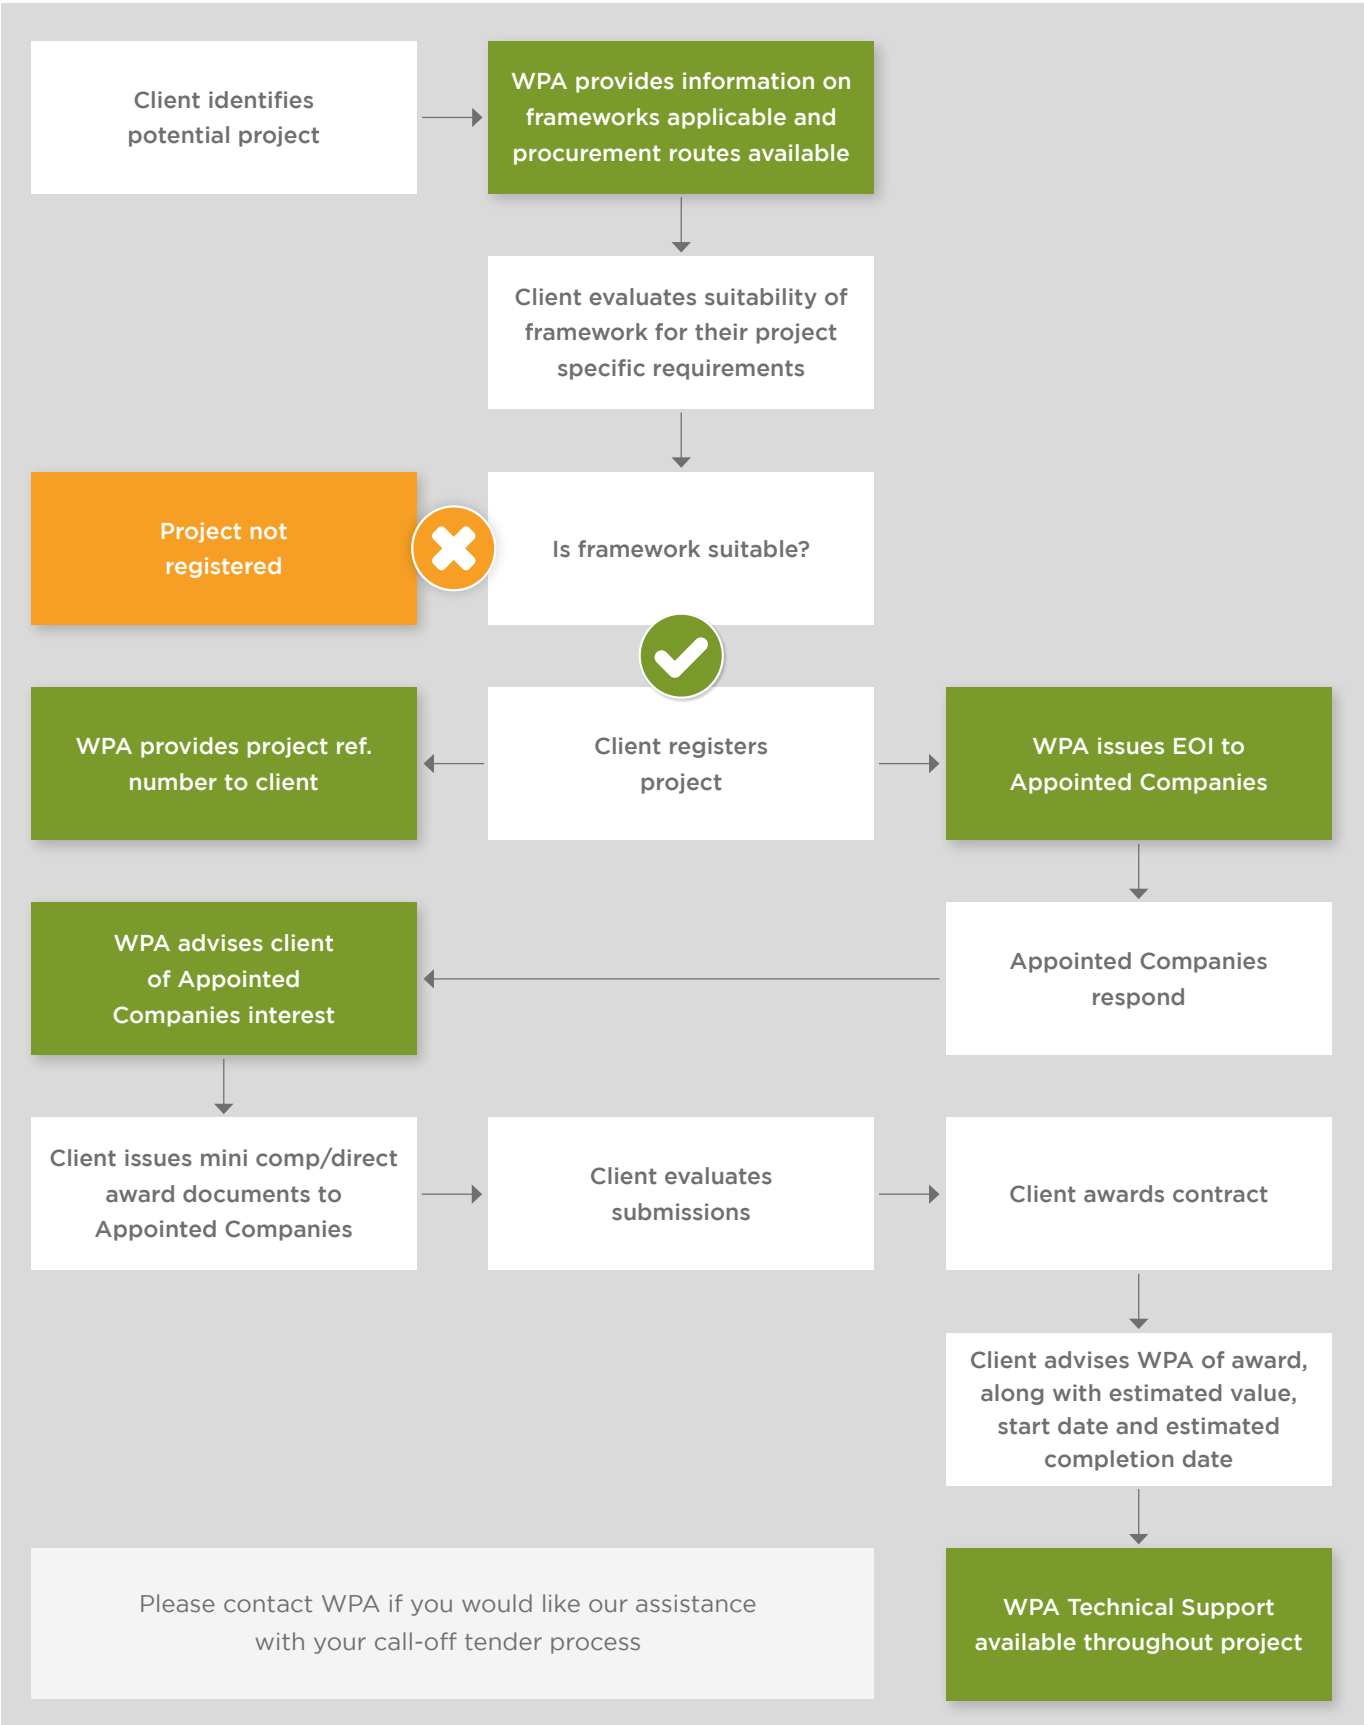 Client identifies
potential project
WPA provides information on
frameworks applicable and
procurement routes available
Client evaluates suitability of
framework for their project
specific requirements
Project not
registered
Is framework suitable?
WPA provides project ref.
number to client
Client registers
project
WPA issues EOI to
Appointed Companies
WPA advises client
of Appointed
Companies interest
Appointed Companies
respond
Client issues mini comp/direct
award documents to
Appointed Companies
Client evaluates
submissions
Client awards contract
Client advises WPA of award,
along with estimated value,
start date and estimated
completion date
Please contact WPA if you would like our assistance
with your call-off tender process
WPA Technical Support
available throughout project